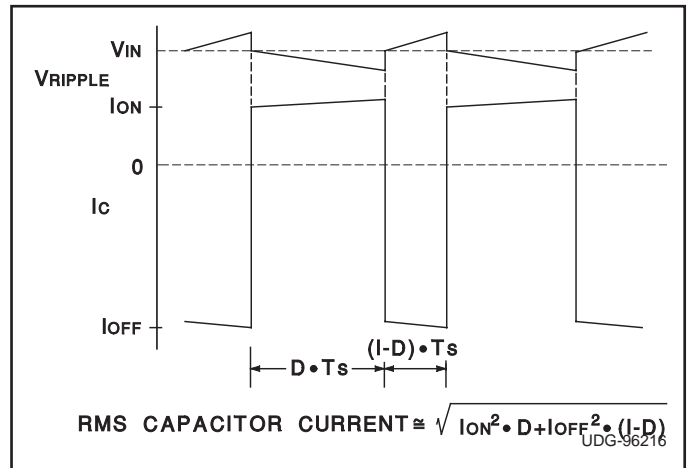 VIN
VRIPPLE
ION
0
IC
IOFF
D•TS
(I-D)•TS
RMS CAPACITOR CURRENT≅ √ION²•D+IOFF²•(I-D)
UDG-96216